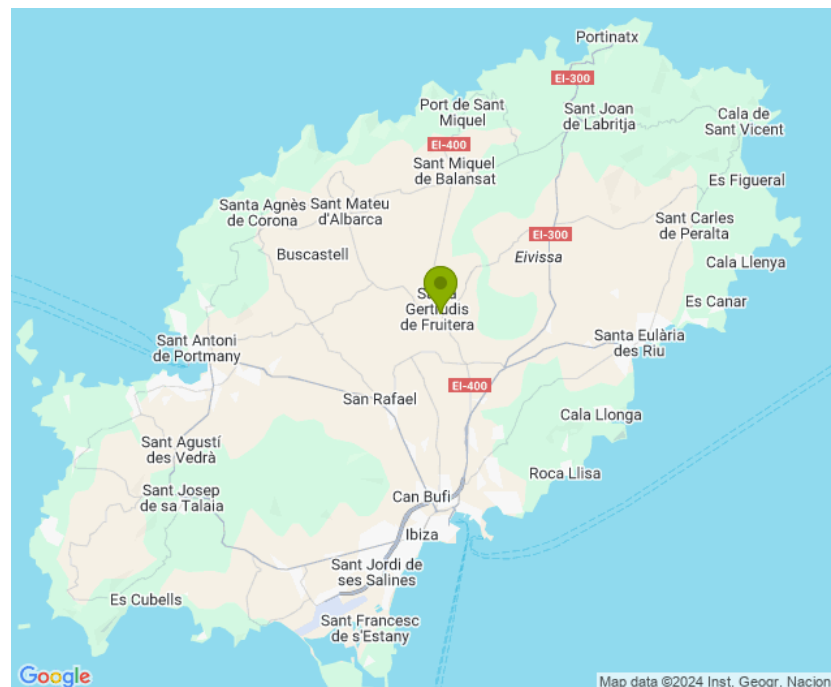 Portinatx
EI-300
Port de Sant
Miquel
Sant Joan
de Labritja
Cala de
Sant Vicent
EI-400
Sant Miquel
de Balansat
Es Figueral
Santa Agnès
de Corona
Sant Mateu
d'Albarca
Sant Carles
de Peralta
EI-300
Buscastell
Eivissa
Cala Llenya
Gertrudis
de Fruitera
Es Canar
Sant Antoni
de Portmany
Santa Eulària
des Riu
EI-400
San Rafael
Cala Llonga
Sant Agustí
des Vedrà
Roca Llisa
Sant Josep
de sa Talaia
Can Bufi
Ibiza
Sant Jordi de
ses Salines
Es Cubells
Sant Francesc
de s'Estany
Google
Map data ©2024 Inst. Geogr. Nacion